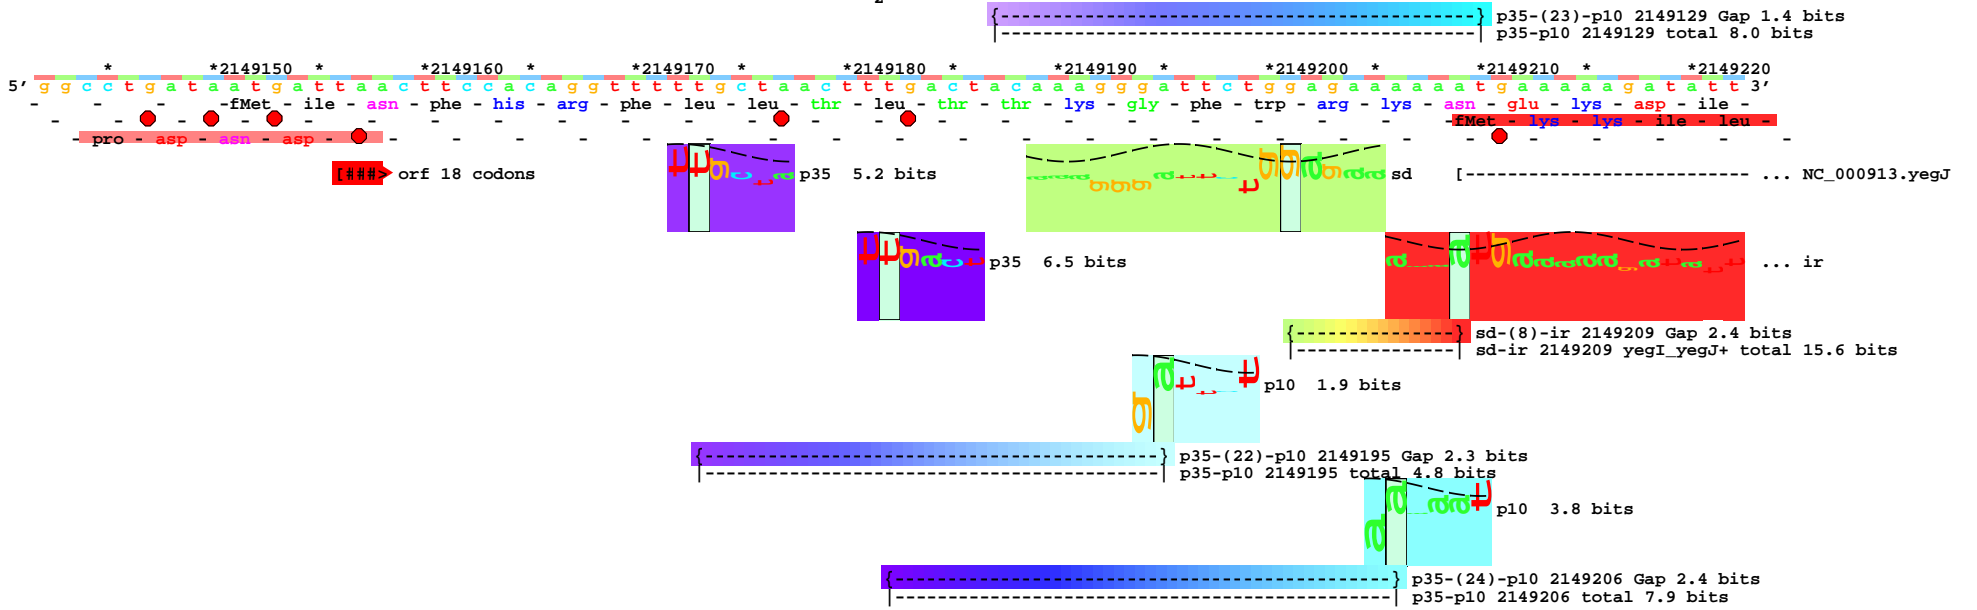 2
{-----------------------------------} p35-(23)-p10 2149129 Gap 1.4 bits
|-----------------------------------| p35-p10 2149129 total 8.0 bits
* *2149150 * *2149160 * *2149170 * *2149180 * *2149190 * *2149200 * *2149210 * *2149220
5' g g c c t g a t a a t g a t t a a c t t c c a c a g g t t t t t g c t a a c t t t g a c t a c a a a g g g a t t c t g g a g a a a a a a t g a a a a a g a t a t t 3'
- - - -fMet - ile - asn - phe - his - arg - phe - leu - leu - thr - leu - thr - thr - lys - gly - phe - trp - arg - lys - asn - glu - lys - asp - ile -
-fMet - lys - lys - ile - leu -
- pro - asp - asn - asp -
[###> orf 18 codons
t t g c t a p35 5.2 bits
a a a g g g a t t c t g g a g a a sd
[--------------------------- ... NC_000913.yegJ
t t g a c t p35 6.5 bits
a a a a t g a a a a a g a t a t t ... ir
{------------} sd-(8)-ir 2149209 Gap 2.4 bits
|------------| sd-ir 2149209 yegI_yegJ+ total 15.6 bits
g a t t c t p10 1.9 bits
{----------------------------------} p35-(22)-p10 2149195 Gap 2.3 bits
|----------------------------------| p35-p10 2149195 total 4.8 bits
a a a a a t p10 3.8 bits
{------------------------------------} p35-(24)-p10 2149206 Gap 2.4 bits
|------------------------------------| p35-p10 2149206 total 7.9 bits